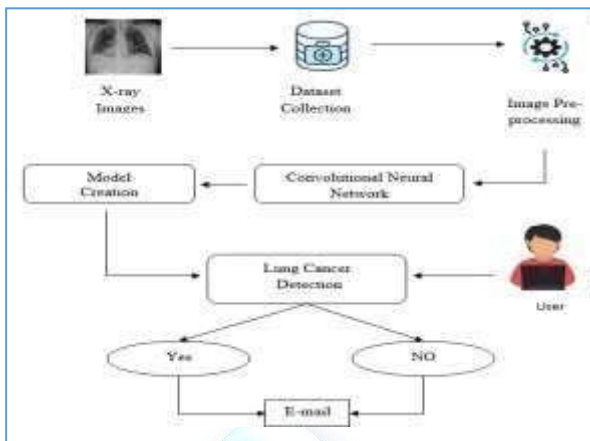 X-ray
Images
Dataset
Collection
Image Pre-
processing
Model
Creation
Convolutional Neural
Network
Lung Cancer
Detection
User
Yes
NO
E-mail